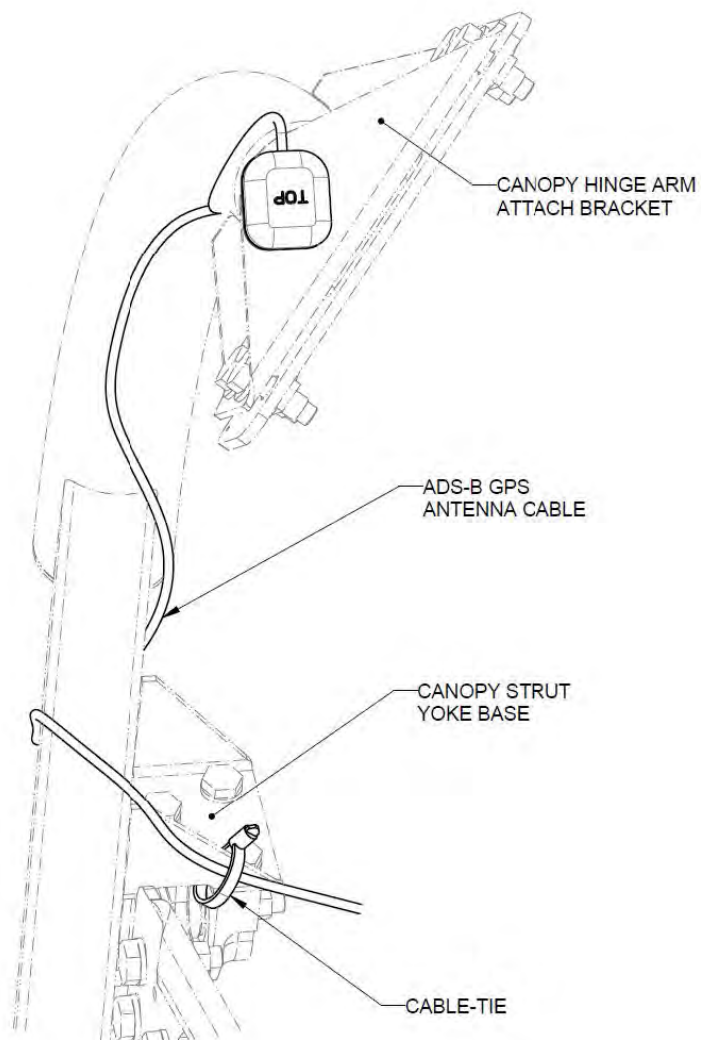 TOP
CANOPY HINGE ARM
ATTACH BRACKET
ADS-B GPS
ANTENNA CABLE
CANOPY STRUT
YOKE BASE
CABLE-TIE